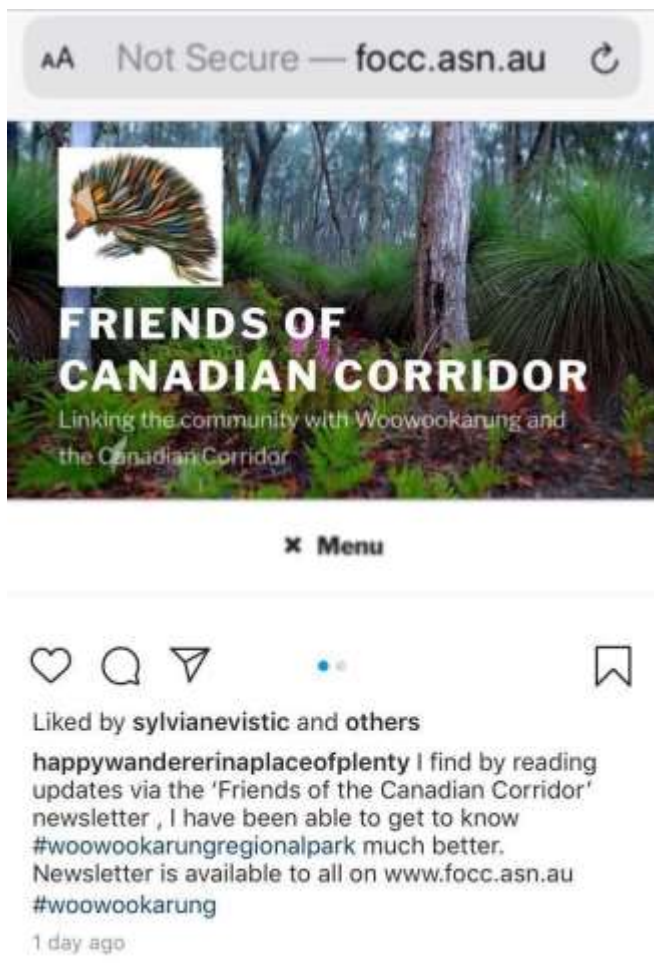 AA Not Secure — focc.asn.au
FRIENDS OF
CANADIAN CORRIDOR
Linking the community with Woowookarung and
the Canadian Corridor
✖ Menu
Liked by sylvianevistic and others
happywandererinaplaceofplenty I find by reading
updates via the ‘Friends of the Canadian Corridor’
newsletter , I have been able to get to know
#woowookarungregionalpark much better.
Newsletter is available to all on www.focc.asn.au
#woowookarung
1 day ago